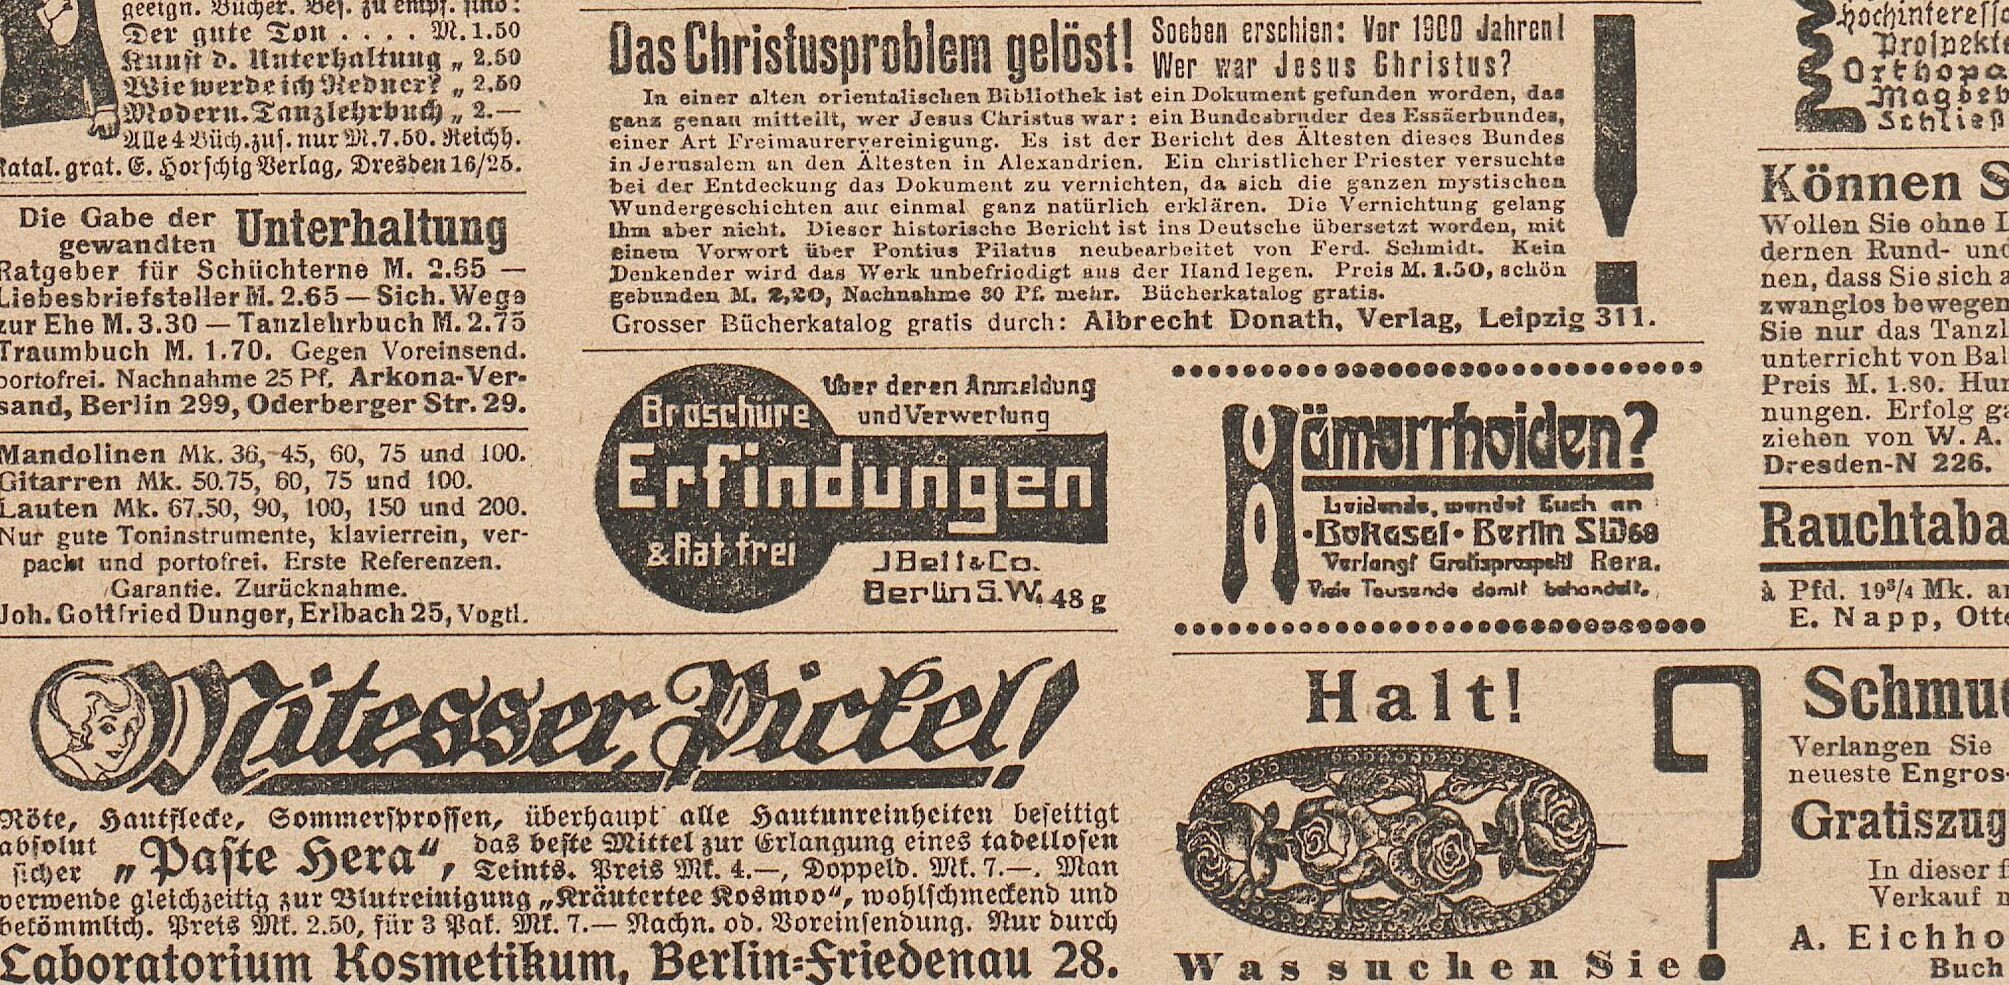 geeign. Bücher. Bes. zu empf. sind:
Der gute Ton . . . . M. 1.50
Kunst d. Unterhaltung „ 2.50
Wie werde ich Redner? „ 2.50
Modern. Tanzlehrbuch „ 2.—
Alle 4 Büch. zus. nur M. 7.50. Reichh.
Katal. grat. E. Horschig Verlag, Dresden 16/25.
Die Gabe der
gewandten Unterhaltung
Ratgeber für Schüchterne M. 2.65 —
Liebesbriefsteller M. 2.65 — Sich. Wege
zur Ehe M. 3.30 — Tanzlehrbuch M. 2.75
Traumbuch M. 1.70. Gegen Voreinsend.
portofrei. Nachnahme 25 Pf. Arkona-Ver-
sand, Berlin 299, Oderberger Str. 29.
Mandolinen Mk. 36, 45, 60, 75 und 100.
Gitarren Mk. 50.75, 60, 75 und 100.
Lauten Mk. 67.50, 90, 100, 150 und 200.
Nur gute Toninstrumente, klavierrein, ver-
packt und portofrei. Erste Referenzen.
Garantie. Zurücknahme.
Joh. Gottfried Dunger, Erlbach 25, Vogtl.
Das Christusproblem gelöst!
Soeben erschien: Vor 1900 Jahren!
Wer war Jesus Christus?
In einer alten orientalischen Bibliothek ist ein Dokument gefunden worden, das
ganz genau mitteilt, wer Jesus Christus war: ein Bundesbruder des Essäerbundes,
einer Art Freimaurervereinigung. Es ist der Bericht des Ältesten dieses Bundes
in Jerusalem an den Ältesten in Alexandrien. Ein christlicher Priester versuchte
bei der Entdeckung das Dokument zu vernichten, da sich die ganzen mystischen
Wundergeschichten auf einmal ganz natürlich erklären. Die Vernichtung gelang
ihm aber nicht. Dieser historische Bericht ist ins Deutsche übersetzt worden, mit
einem Vorwort über Pontius Pilatus neubearbeitet von Ferd. Schmidt. Kein
Denkender wird das Werk unbefriedigt aus der Hand legen. Preis M. 1.50, schön
gebunden M. 2,20, Nachnahme 30 Pf. mehr. Bücherkatalog gratis.
Grosser Bücherkatalog gratis durch: Albrecht Donath, Verlag, Leipzig 311.
!
Broschüre
Über deren Anmeldung
und Verwertung
Erfindungen
& Rat frei
J Bett & Co.
Berlin S.W. 48 g
Hämorrhoiden?
Leidende, wendet Euch an
Bokasal Berlin SW68
Verlangt Gratisprospekt Rera.
Viele Tausende damit behandelt.
Mitesser, Pickel!
Röte, Hautflecke, Sommersprossen, überhaupt alle Hautunreinheiten beseitigt
absolut sicher „Paste Hera“, das beste Mittel zur Erlangung eines tadellosen
Teints. Preis Mk. 4.—, Doppeld. Mk. 7.—. Man
verwende gleichzeitig zur Blutreinigung „Kräutertee Kosmoo“, wohlschmeckend und
bekömmlich. Preis Mk. 2.50, für 3 Pak. Mk. 7.— Nachn. od. Voreinsendung. Nur durch
Laboratorium Kosmetikum, Berlin-Friedenau 28.
Halt!
Was suchen Sie?
hochinteress
Prospekt
Orthopä
Magdeb
Schließ
Können S
Wollen Sie ohne
dernen Rund- und
nen, dass Sie sich a
zwanglos bewegen
Sie nur das Tanzl
unterricht von Bal
Preis M. 1.80. Hun
nungen. Erfolg ga
ziehen von W. A.
Dresden-N 226.
Rauchtaba
à Pfd. 19³/₄ Mk. a
E. Napp, Otte
Schmu
Verlangen Sie
neueste Engros-
Gratiszug
In dieser
Verkauf
A. Eichho
Buch